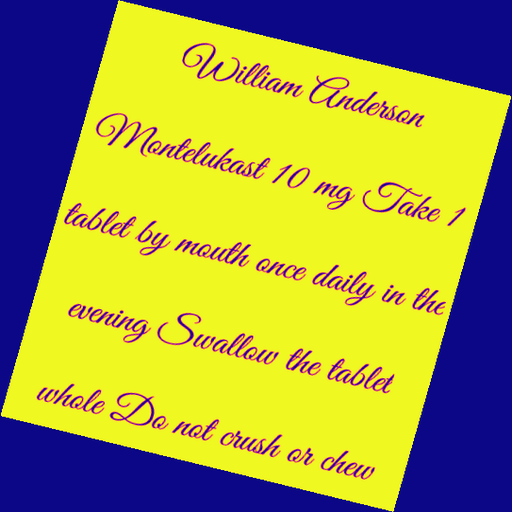 William Anderson
Montelukast 10 mg Take 1
tablet by mouth once daily in the
evening Swallow the tablet
whole Do not crush or chew